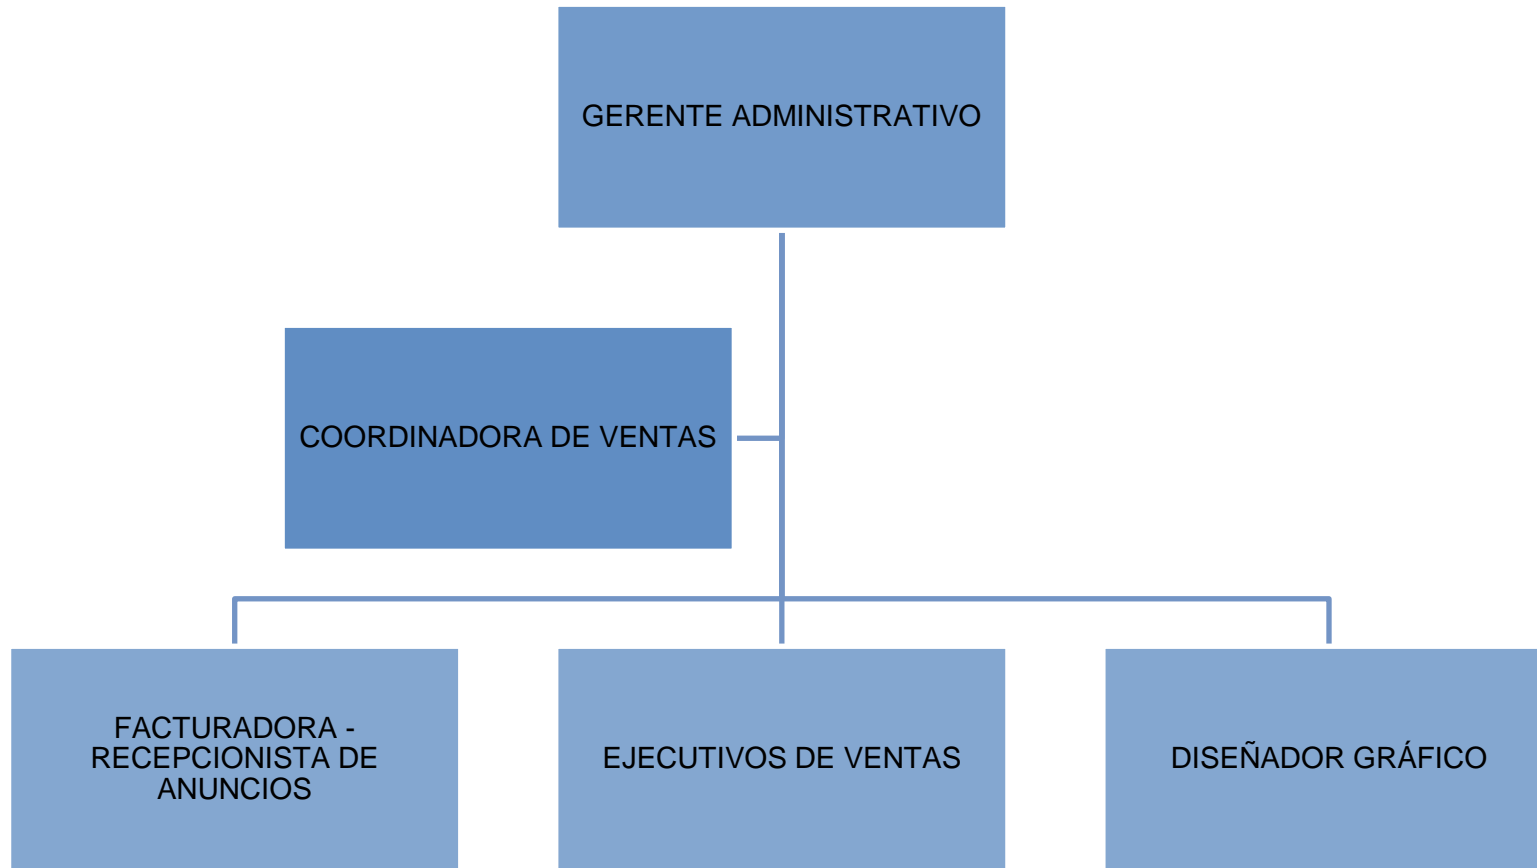 GERENTE ADMINISTRATIVO
COORDINADORA DE VENTAS
FACTURADORA -
RECEPCIONISTA DE
ANUNCIOS
EJECUTIVOS DE VENTAS
DISEÑADOR GRÁFICO